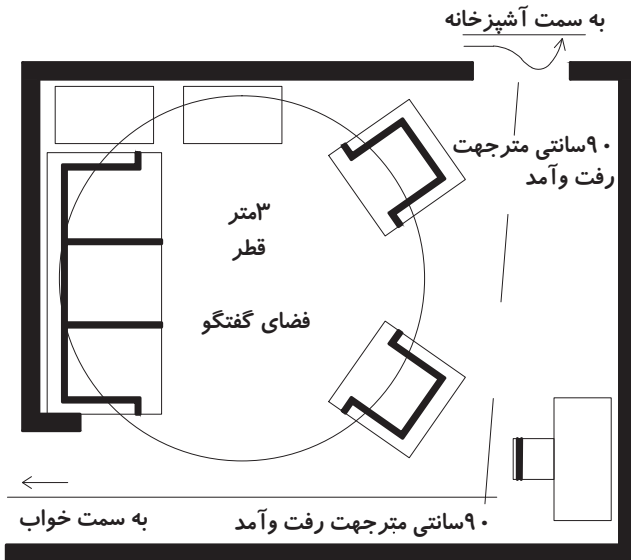 به سمت آشپزخانه
۹۰سانتی مترجهت
رفت وآمد
۳متر
قطر
فضای گفتگو
به سمت خواب
۹۰سانتی مترجهت رفت وآمد